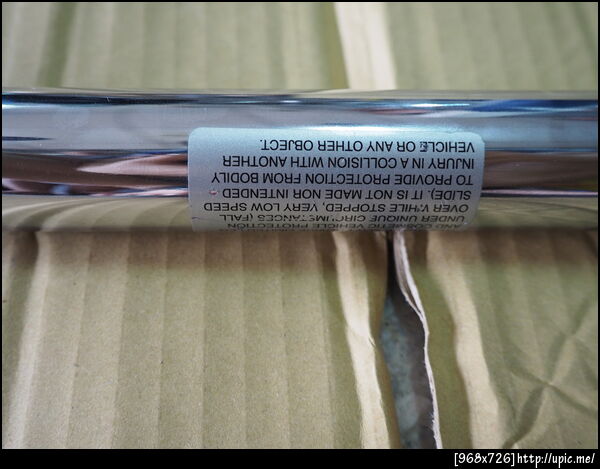 AND COSMETIC VEHICLE PROTECTION
UNDER UNIQUE CIRCUMSTANCES (FALL
OVER WHILE STOPPED, VERY LOW SPEED
SLIDE). IT IS NOT MADE NOR INTENDED
TO PROVIDE PROTECTION FROM BODILY
INJURY IN A COLLISION WITH ANOTHER
VEHICLE OR ANY OTHER OBJECT.
[968x726]http://upic.me/